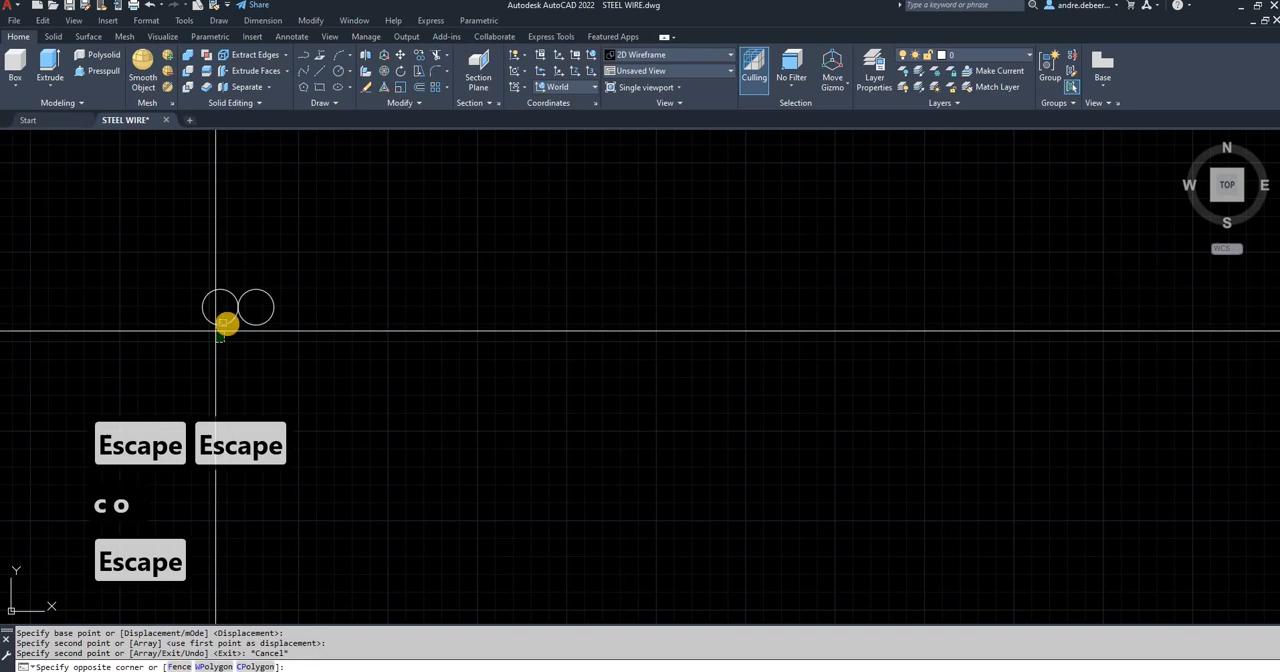 Share
Autodesk AutoCAD 2022 STEEL WIRE.dwg
Type a keyword or phrase
andre.debeer...
File Edit View Insert Format Tools Draw Dimension Modify Window Help Express Parametric
Home Solid Surface Mesh Visualize Parametric Insert Annotate View Manage Output Add-ins Collaborate Express Tools Featured Apps
Box
Extrude
Polysolid
Presspull
Smooth Object
Extract Edges
Extrude Faces
Separate
Section Plane
World
2D Wireframe
Unsaved View
Single viewport
Culling
No Filter
Move Gizmo
Layer Properties
0
Make Current
Match Layer
Group
Base
Modeling Mesh Solid Editing Draw Modify Section Coordinates View Selection Layers Groups View
Start STEEL WIRE*
N
W TOP E
S
WCS
Escape Escape
c o
Escape
Y
X
Specify base point or [Displacement/mOde] <Displacement>:
Specify second point or [Array] <use first point as displacement>:
Specify second point or [Array/Exit/Undo] <Exit>: *Cancel*
Specify opposite corner or [Fence WPolygon CPolygon]: